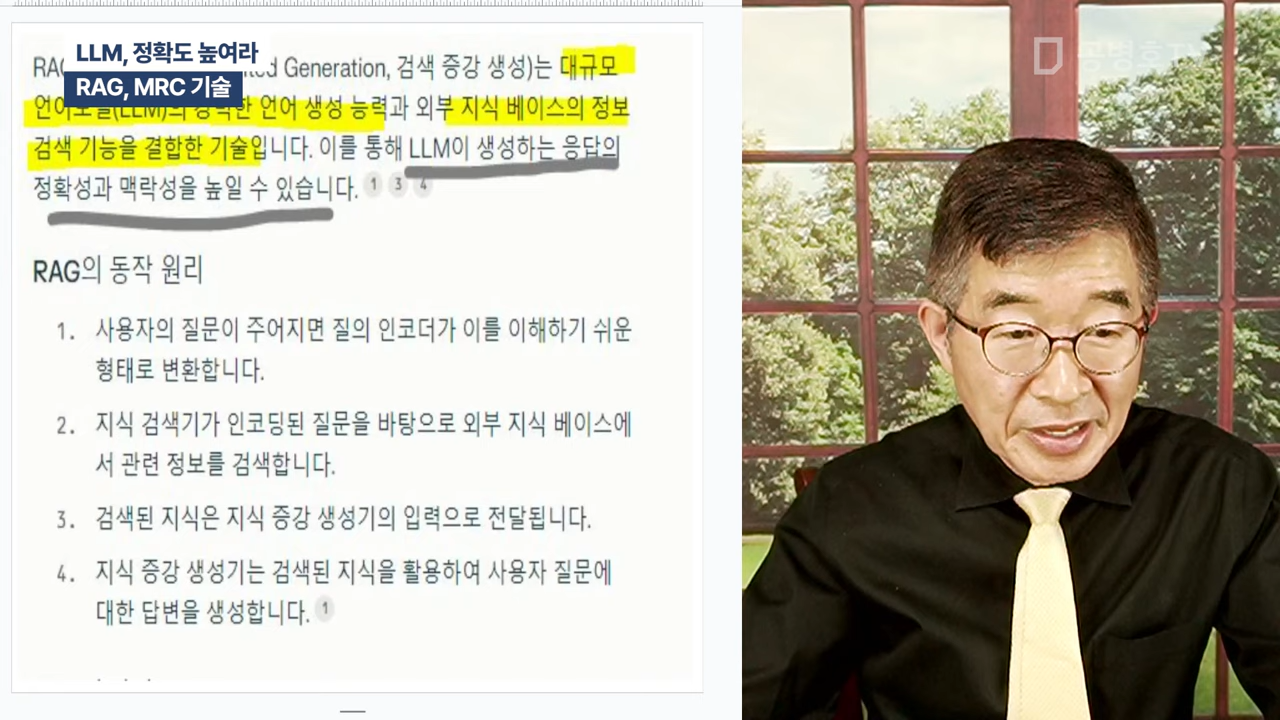 LLM, 정확도 높여라
RAG, MRC 기술
RA ed Generation, 검색 증강 생성)는 대규모
언어모델(LLM)의 강력한 언어 생성 능력과 외부 지식 베이스의 정보
검색 기능을 결합한 기술입니다. 이를 통해 LLM이 생성하는 응답의
정확성과 맥락성을 높일 수 있습니다. 1 3 4
RAG의 동작 원리
1. 사용자의 질문이 주어지면 질의 인코더가 이를 이해하기 쉬운
형태로 변환합니다.
2. 지식 검색기가 인코딩된 질문을 바탕으로 외부 지식 베이스에
서 관련 정보를 검색합니다.
3. 검색된 지식은 지식 증강 생성기의 입력으로 전달됩니다.
4. 지식 증강 생성기는 검색된 지식을 활용하여 사용자 질문에
대한 답변을 생성합니다. 1
공병호TV